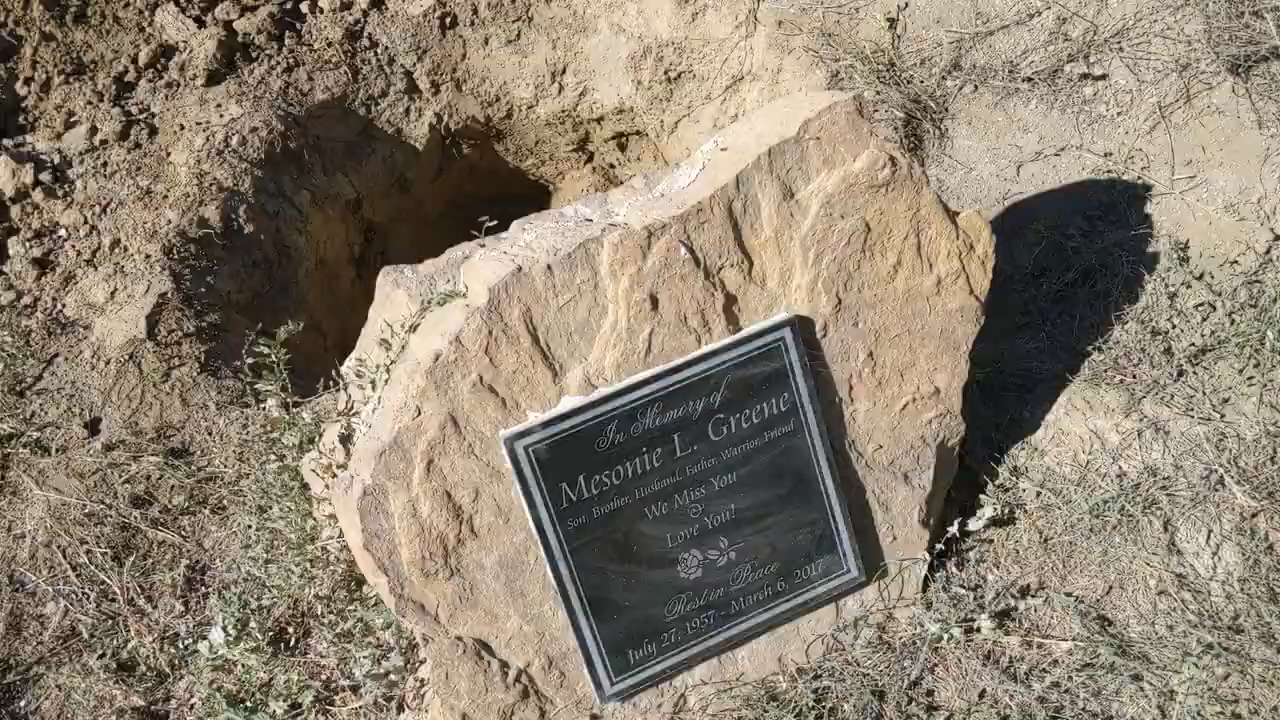 In Memory of
Mesonie L. Greene
Son, Brother, Husband, Father, Warrior, Friend
We Miss You
&
Love You!
Rest in Peace
July 27, 1957 - March 6, 2017